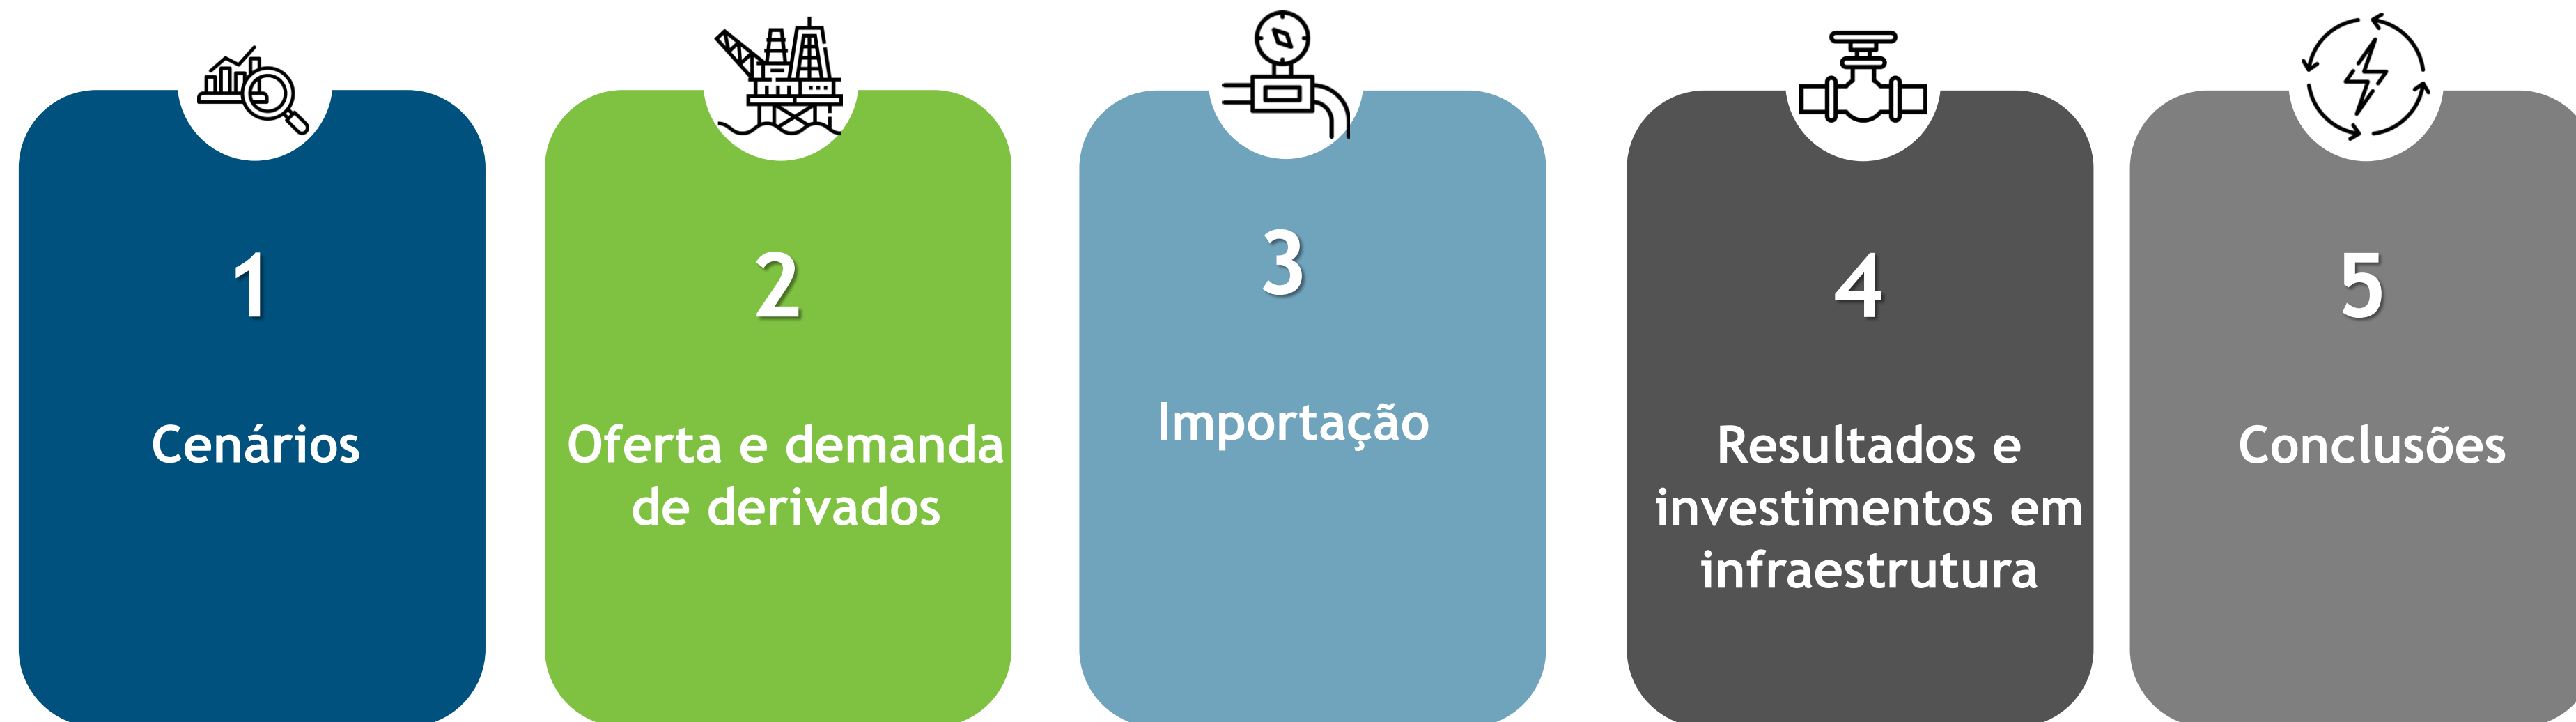 1
Cenários
2
Oferta e demanda
de derivados
3
Importação
4
Resultados e
investimentos em
infraestrutura
5
Conclusões